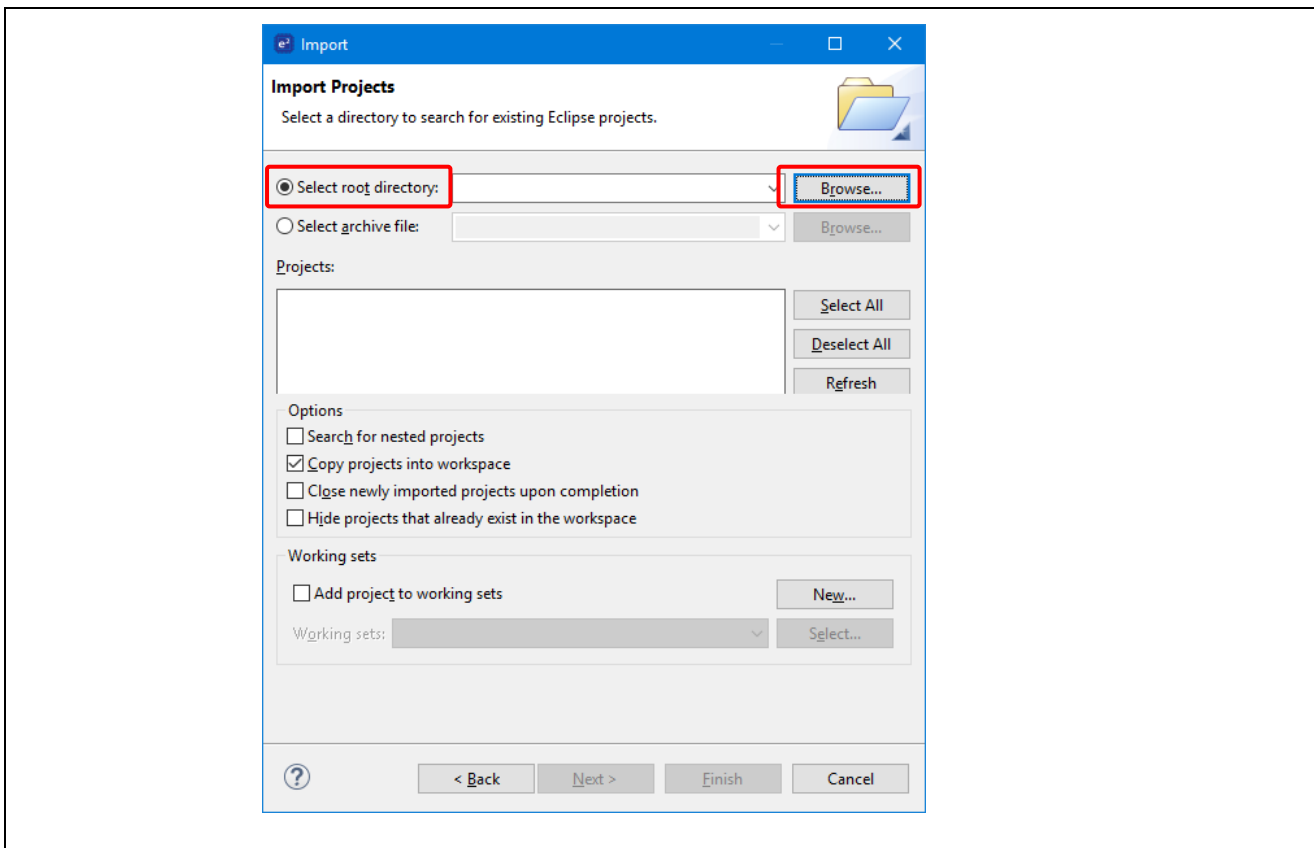 e² Import
Import Projects
Select a directory to search for existing Eclipse projects.
Select root directory: Browse...
Select archive file: Browse...
Projects:
Select All
Deselect All
Refresh
Options
Search for nested projects
Copy projects into workspace
Close newly imported projects upon completion
Hide projects that already exist in the workspace
Working sets
Add project to working sets New...
Working sets: Select...
? < Back Next > Finish Cancel